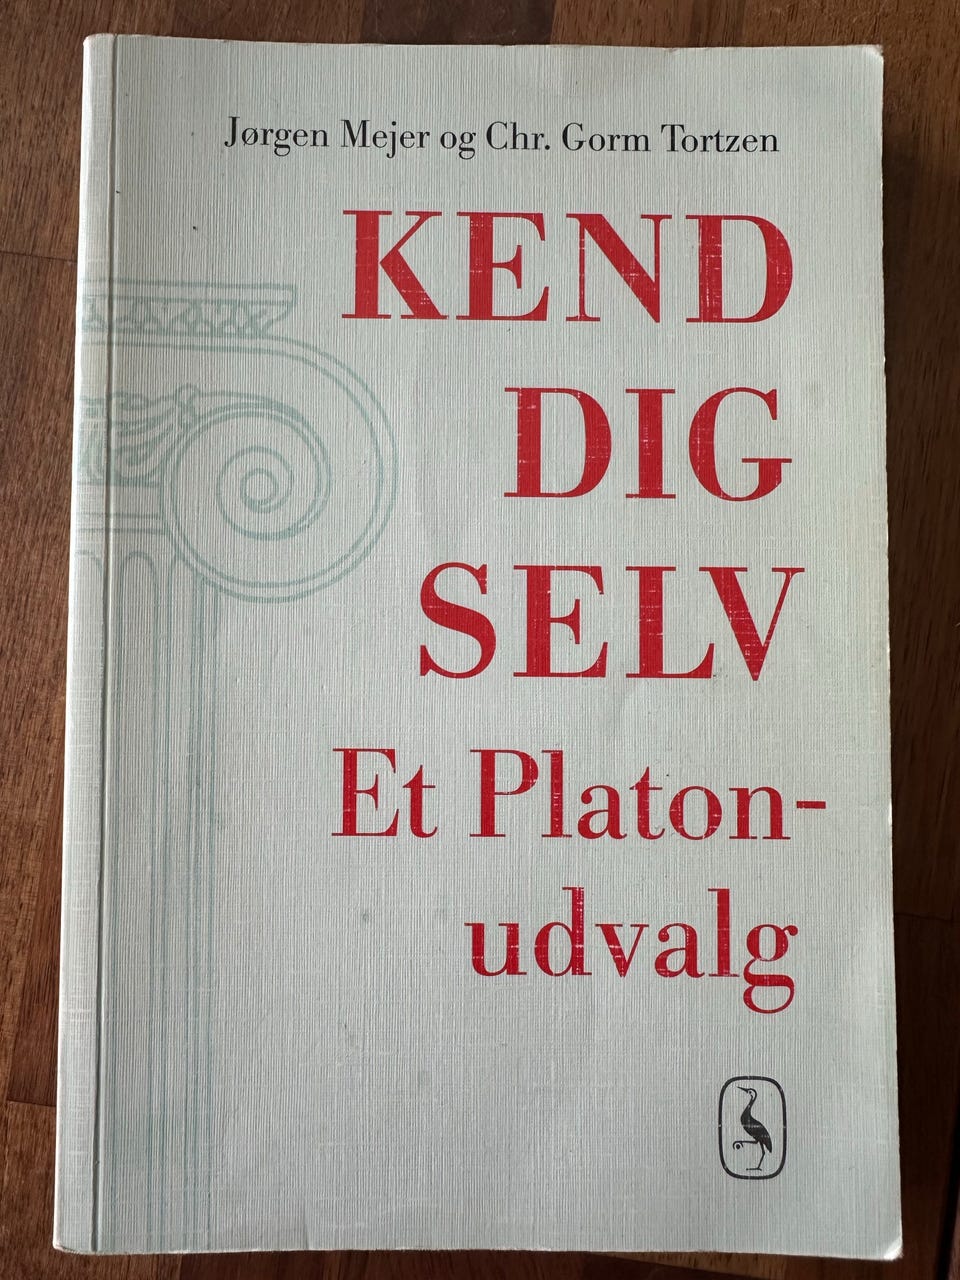 Jørgen Mejer og Chr. Gorm Tortzen
KEND
DIG
SELV
Et Platon-
udvalg